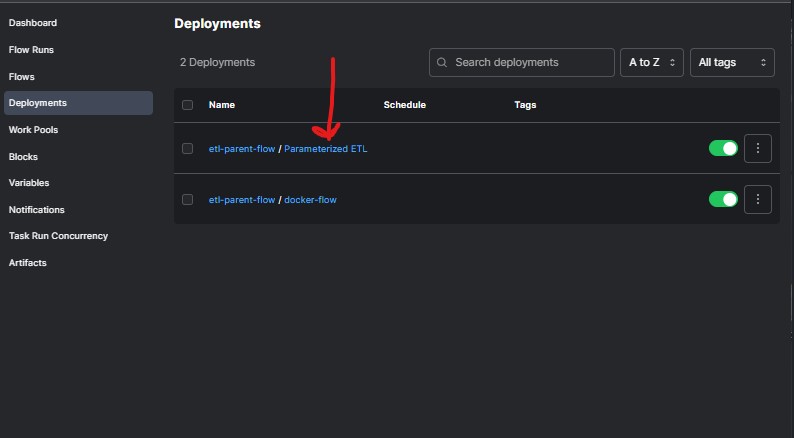 Dashboard
Flow Runs
Flows
Deployments
Work Pools
Blocks
Variables
Notifications
Task Run Concurrency
Artifacts
Deployments
2 Deployments
Search deployments
A to Z
All tags
Name Schedule Tags
etl-parent-flow / Parameterized ETL
etl-parent-flow / docker-flow